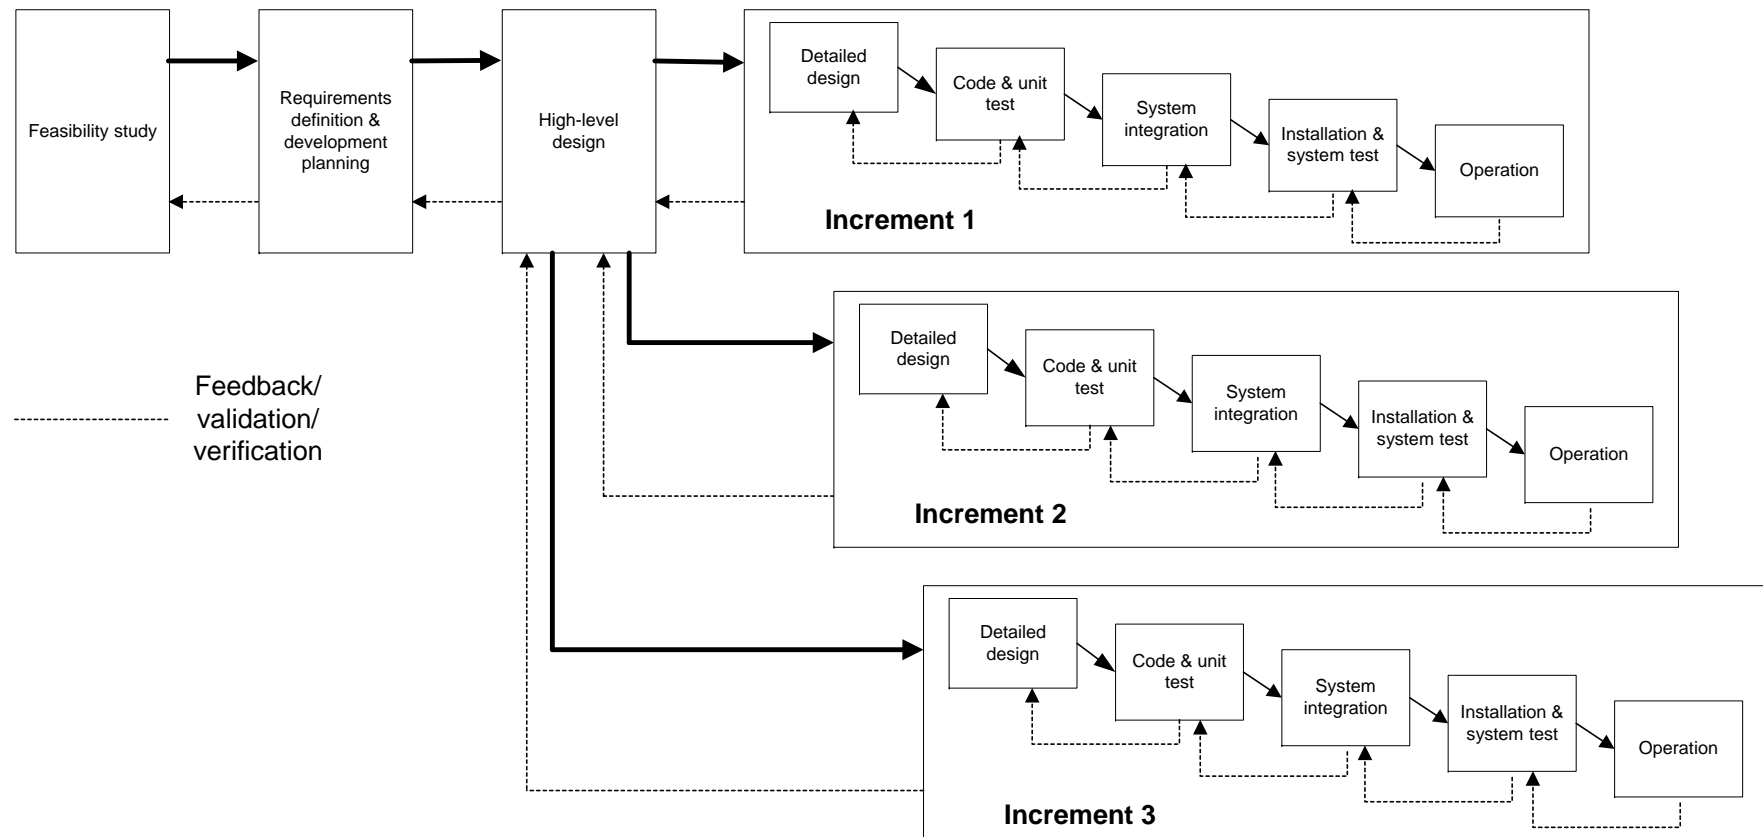 Feasibility study
Requirements
definition &
development
planning
High-level
design
Detailed
design
Code & unit
test
System
integration
Installation &
system test
Operation
Increment 1
Detailed
design
Code & unit
test
System
integration
Installation &
system test
Operation
Increment 2
Feedback/
validation/
verification
Detailed
design
Code & unit
test
System
integration
Installation &
system test
Operation
Increment 3